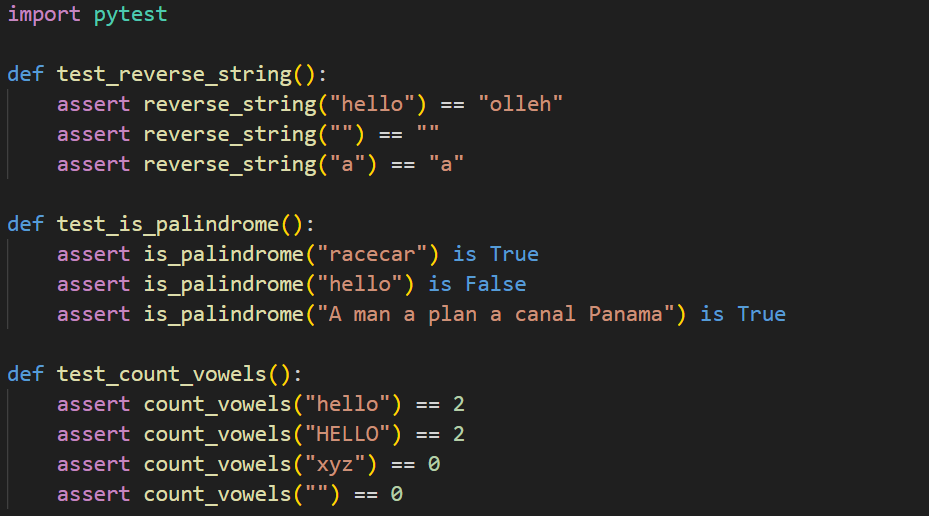 import pytest

def test_reverse_string():
    assert reverse_string("hello") == "olleh"
    assert reverse_string("") == ""
    assert reverse_string("a") == "a"

def test_is_palindrome():
    assert is_palindrome("racecar") is True
    assert is_palindrome("hello") is False
    assert is_palindrome("A man a plan a canal Panama") is True

def test_count_vowels():
    assert count_vowels("hello") == 2
    assert count_vowels("HELLO") == 2
    assert count_vowels("xyz") == 0
    assert count_vowels("") == 0